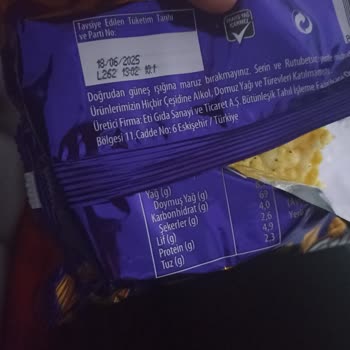 Tavsiye Edilen Tüketim Tarihi
ve Parti No:
18/06/2025
L262 13:02
Doğrudan güneş ışığına maruz bırakmayınız. Serin ve Rutubetsiz
Ürünlerimizin Hiçbir Çeşidine Alkol, Domuz Yağı ve Türevleri Katılmamıştır.
Üretici Firma: Eti Gıda Sanayi ve Ticaret A.Ş. Bütünleşik Tahıl İşleme
Bölgesi 11.Cadde No: 6 Eskişehir / Türkiye
Yağ (g)
Doymuş Yağ (g)
Karbonhidrat (g) 4,0
Şekerler (g) 2,6
Lif (g) 4,9
Protein (g) 2,3
Tuz (g)